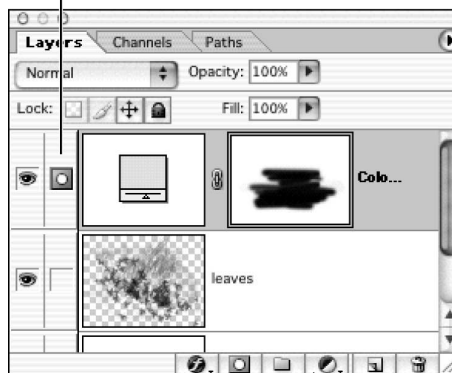 Layers Channels Paths
Normal Opacity: 100%
Lock: Fill: 100%
Colo...
leaves